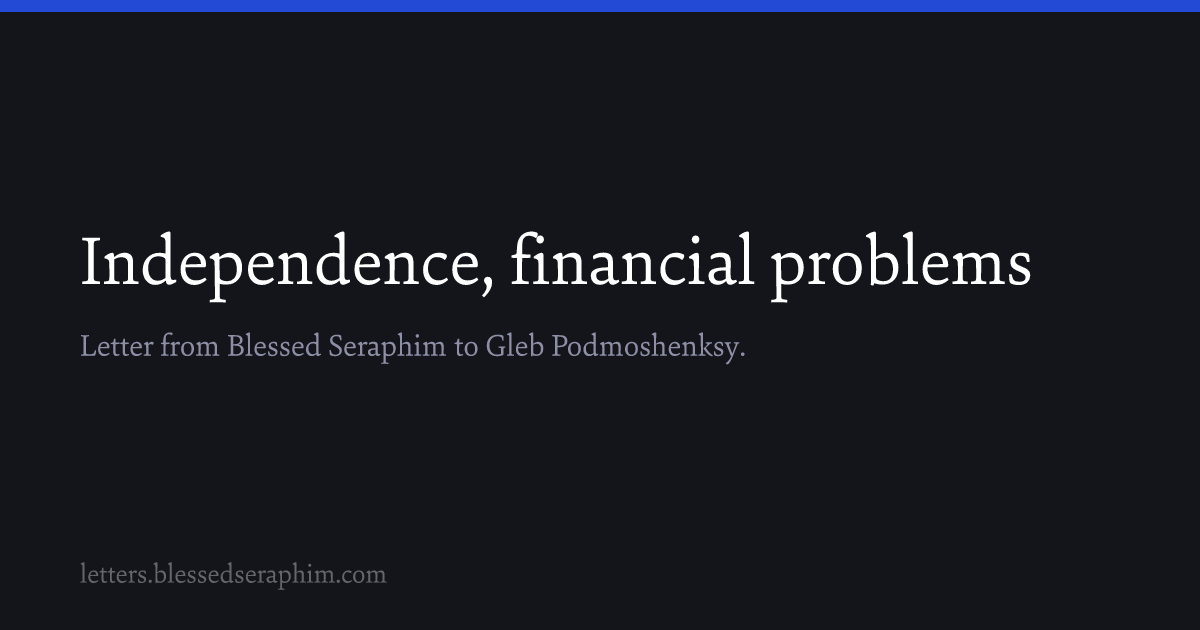 Independence, financial problems
Letter from Blessed Seraphim to Gleb Podmoshenksy.
letters.blessedseraphim.com